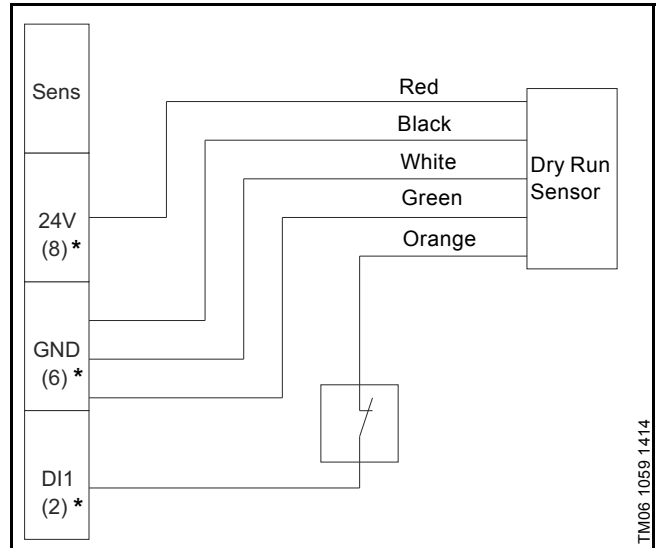 Sens
24V
(8) *
GND
(6) *
DI1
(2) *
Red
Black
White
Green
Orange
Dry Run
Sensor
TM06 1059 1414